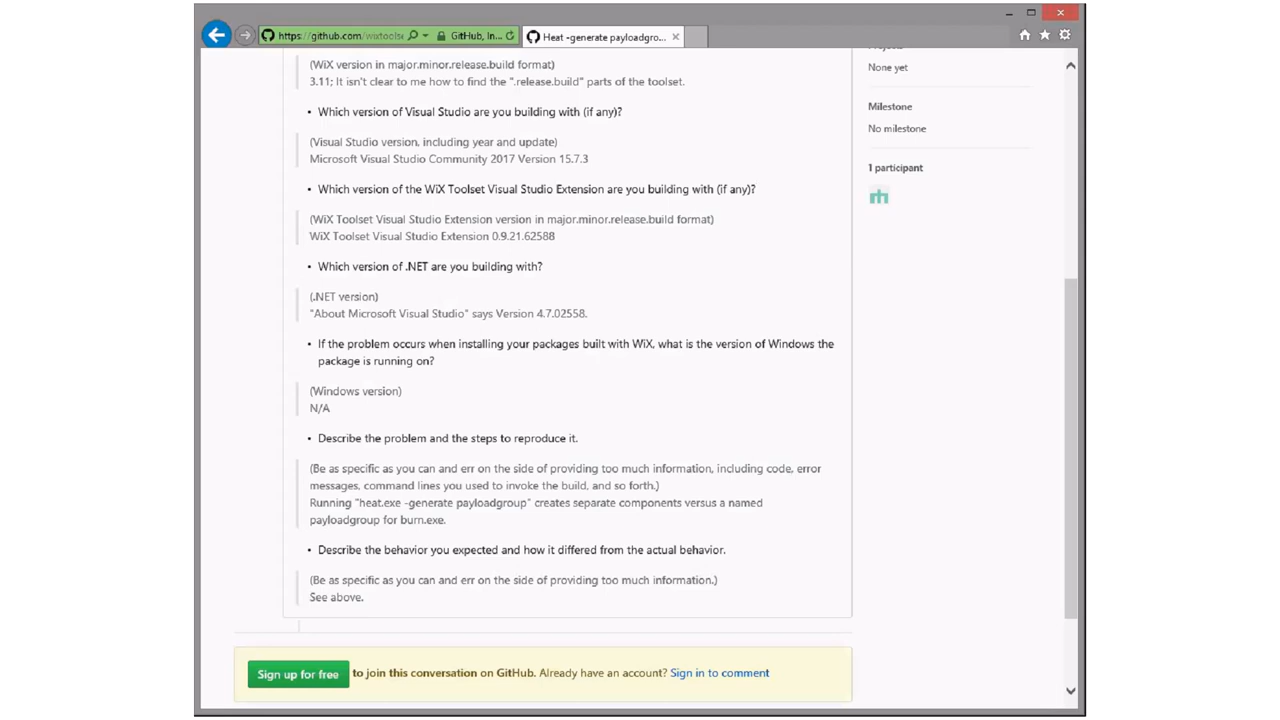 https://github.com/wixtoolse
GitHub, In...
Heat -generate payloadgro...
(WiX version in major.minor.release.build format)
3.11; It isn't clear to me how to find the ".release.build" parts of the toolset.
• Which version of Visual Studio are you building with (if any)?
(Visual Studio version, including year and update)
Microsoft Visual Studio Community 2017 Version 15.7.3
• Which version of the WiX Toolset Visual Studio Extension are you building with (if any)?
(WiX Toolset Visual Studio Extension version in major.minor.release.build format)
WiX Toolset Visual Studio Extension 0.9.21.62588
• Which version of .NET are you building with?
(.NET version)
"About Microsoft Visual Studio" says Version 4.7.02558.
• If the problem occurs when installing your packages built with WiX, what is the version of Windows the
package is running on?
(Windows version)
N/A
• Describe the problem and the steps to reproduce it.
(Be as specific as you can and err on the side of providing too much information, including code, error
messages, command lines you used to invoke the build, and so forth.)
Running "heat.exe -generate payloadgroup" creates separate components versus a named
payloadgroup for burn.exe.
• Describe the behavior you expected and how it differed from the actual behavior.
(Be as specific as you can and err on the side of providing too much information.)
See above.
Sign up for free to join this conversation on GitHub. Already have an account? Sign in to comment
None yet
Milestone
No milestone
1 participant